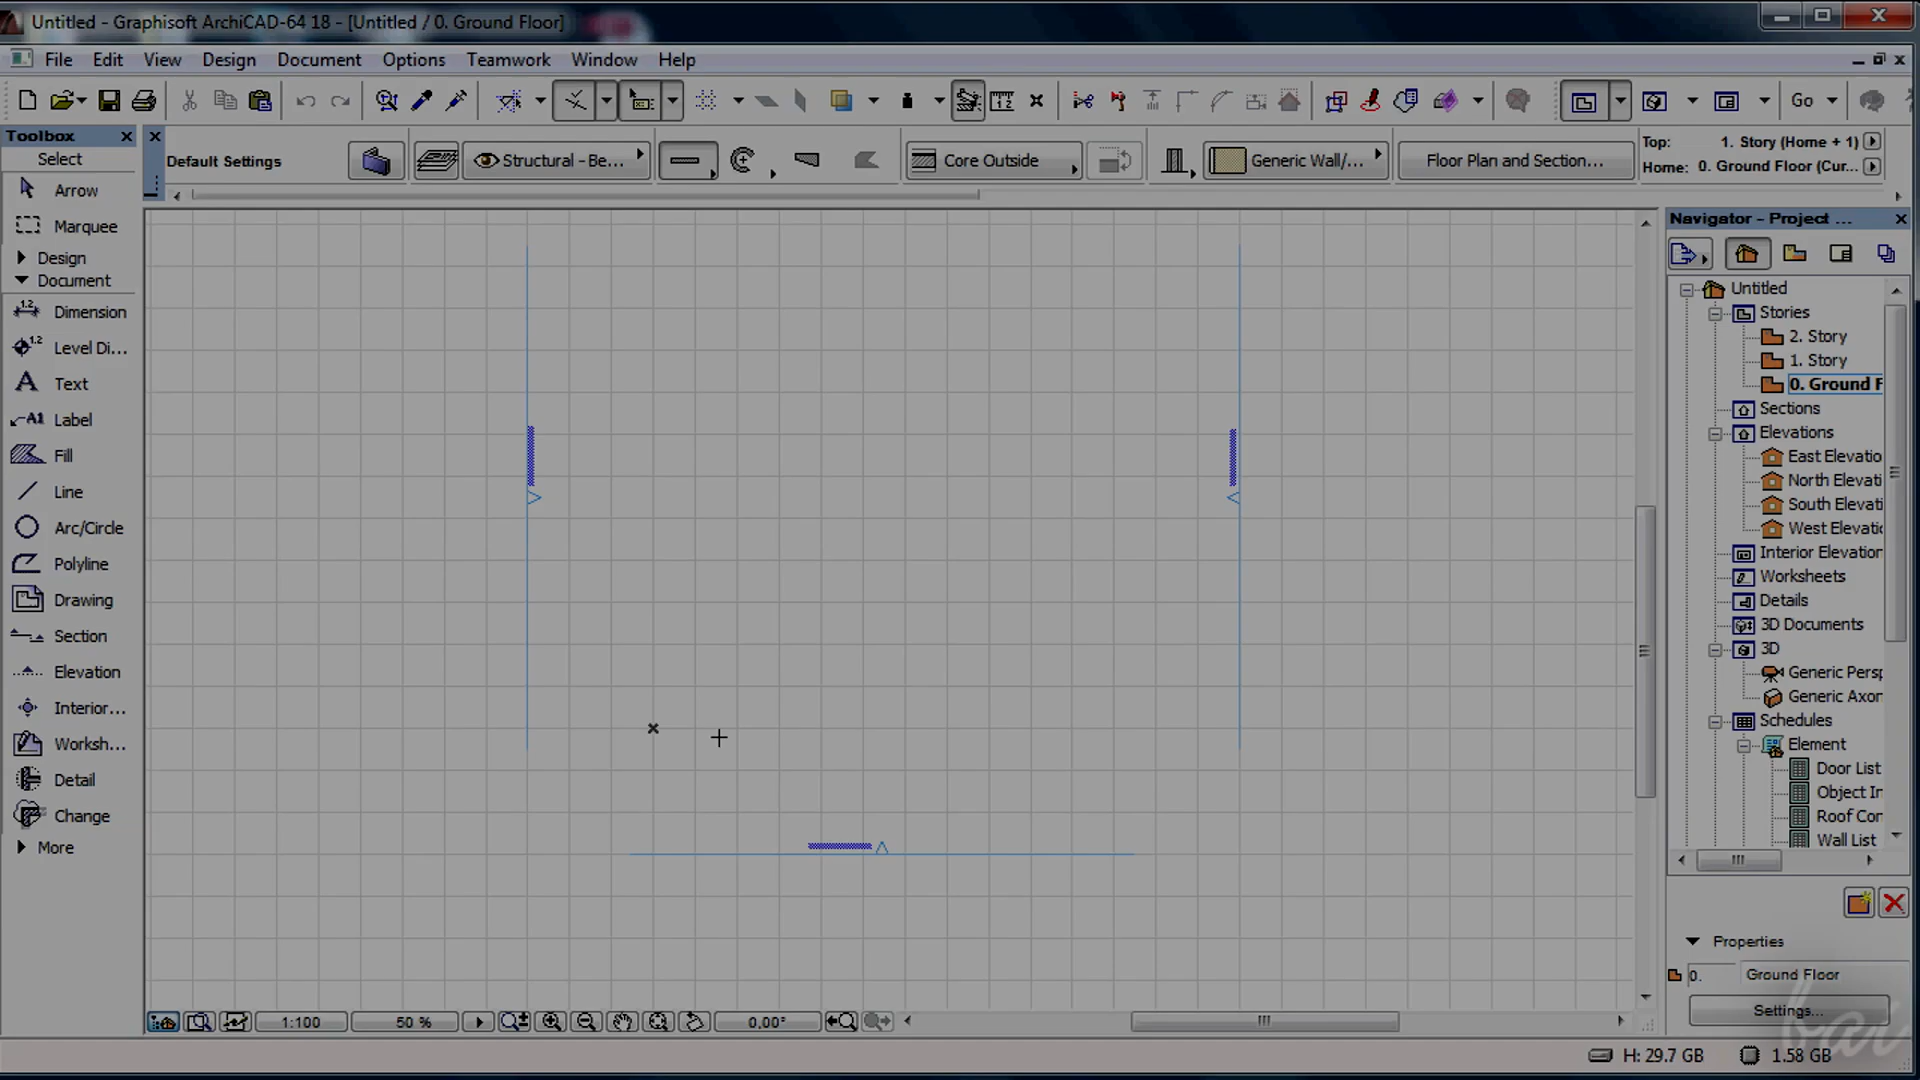 Untitled - Graphisoft ArchiCAD-64 18 - [Untitled / 0. Ground Floor]
File Edit View Design Document Options Teamwork Window Help
Go
Toolbox
Select
Arrow
Marquee
Design
Document
Dimension
Level Di...
Text
Label
Fill
Line
Arc/Circle
Polyline
Drawing
Section
Elevation
Interior...
Worksh...
Detail
Change
More
Default Settings
Structural - Be...
Core Outside
Generic Wall/...
Floor Plan and Section...
Top: 1. Story (Home + 1)
Home: 0. Ground Floor (Cur...
Navigator - Project ...
Untitled
Stories
2. Story
1. Story
0. Ground F
Sections
Elevations
East Elevatio
North Elevati
South Elevati
West Elevatio
Interior Elevation
Worksheets
Details
3D Documents
3D
Generic Persp
Generic Axon
Schedules
Element
Door List
Object In
Roof Con
Wall List
Properties
0. Ground Floor
Settings...
1:100
50 %
0,00°
H: 29.7 GB
1.58 GB
bai